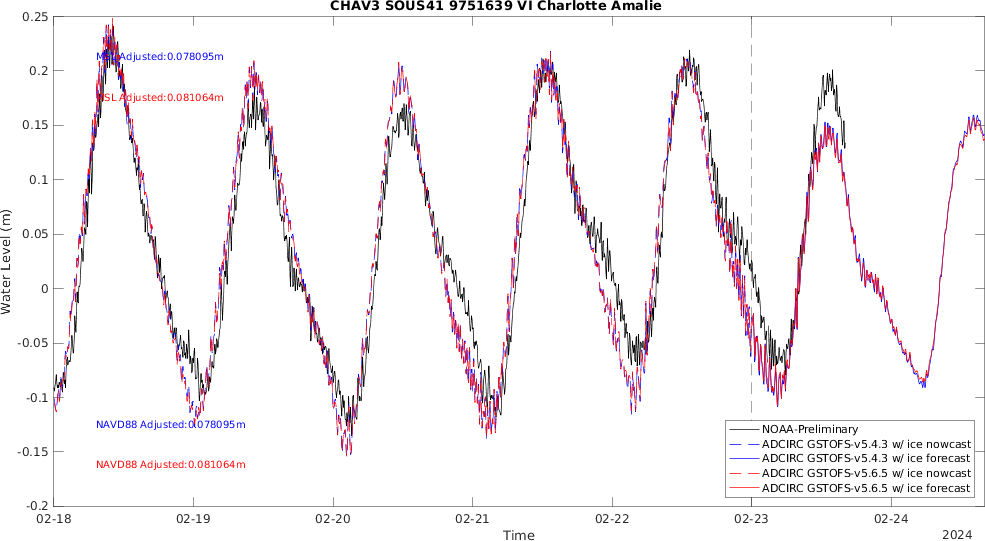 CHAV3 SOUS41 9751639 VI Charlotte Amalie
0.25
0.2
0.15
0.1
0.05
0
-0.05
-0.1
-0.15
-0.2
Water Level (m)
MSL Adjusted:0.078095m
MSL Adjusted:0.081064m
NAVD88 Adjusted:0.078095m
NAVD88 Adjusted:0.081064m
NOAA-Preliminary
ADCIRC GSTOFS-v5.4.3 w/ ice nowcast
ADCIRC GSTOFS-v5.4.3 w/ ice forecast
ADCIRC GSTOFS-v5.6.5 w/ ice nowcast
ADCIRC GSTOFS-v5.6.5 w/ ice forecast
02-18 02-19 02-20 02-21 02-22 02-23 02-24
Time
2024